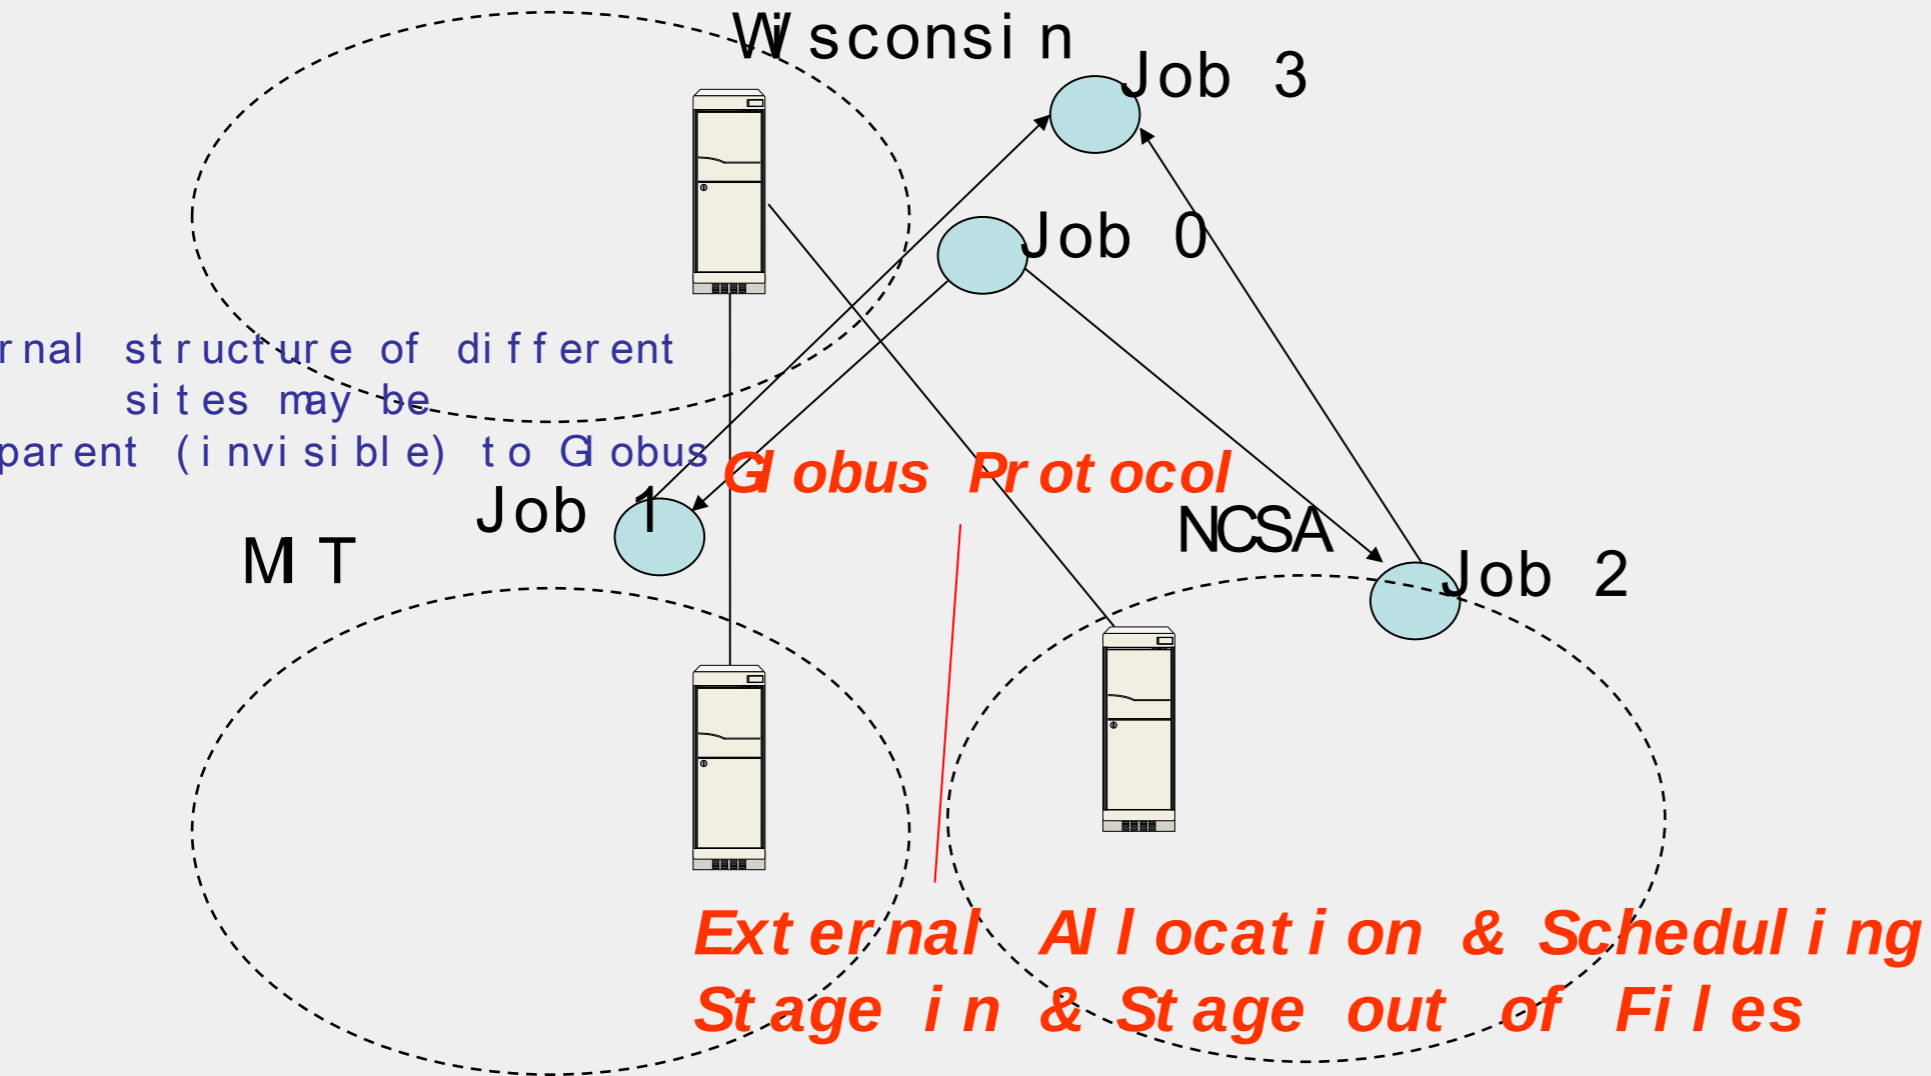 Wisconsin
Job 3
Job 0
rnal structure of different
sites may be
parent (invisible) to Globus
Globus Protocol
Job 1
NCSA
MIT
Job 2
External Allocation & Scheduling
Stage in & Stage out of Files